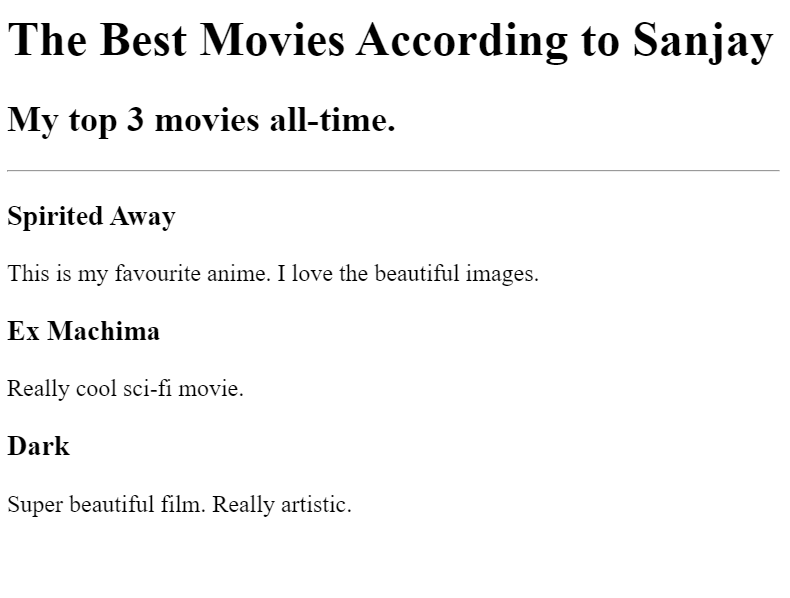 The Best Movies According to Sanjay
My top 3 movies all-time.
Spirited Away
This is my favourite anime. I love the beautiful images.
Ex Machima
Really cool sci-fi movie.
Dark
Super beautiful film. Really artistic.